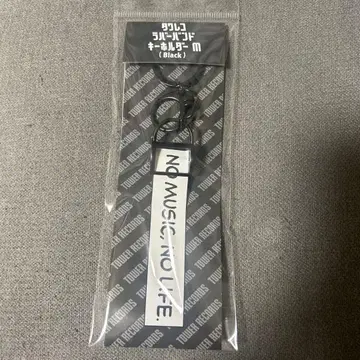 タワレコ
ラバーバンド
キーホルダー M
(Black)
NO MUSIC, NO LIFE.
TOWER RECORDS